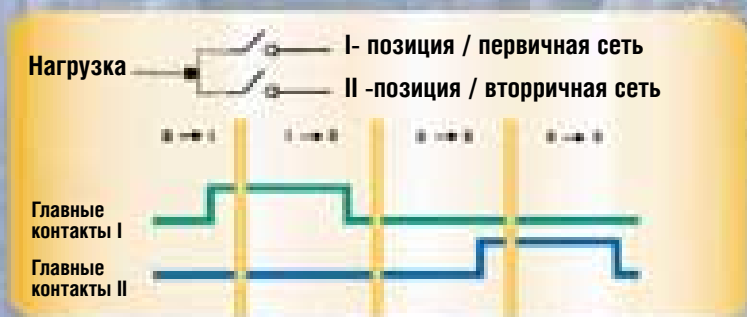 I- позиция / первичная сеть
Нагрузка
II -позиция / вторричная сеть
Главные
контакты I
Главные
контакты II